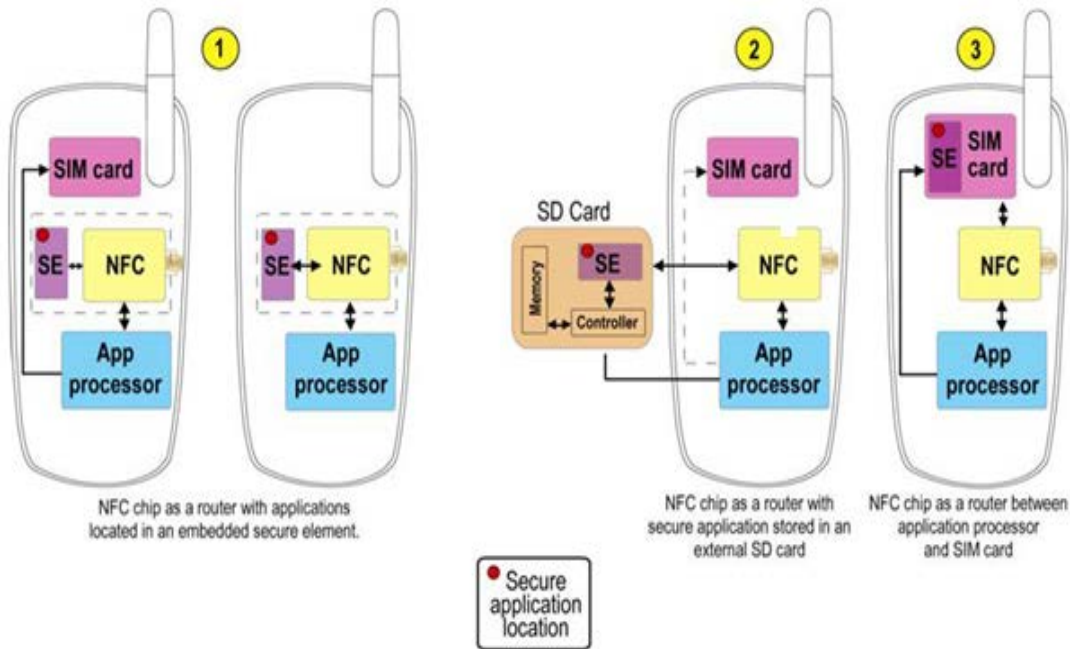 1
SIM card
SE
NFC
App
processor
SE
NFC
App
processor
NFC chip as a router with applications
located in an embedded secure element.
2
SIM card
SD Card
Memory
SE
Controller
NFC
App
processor
NFC chip as a router with
secure application stored in an
external SD card
3
SE
SIM
card
NFC
App
processor
NFC chip as a router between
application processor
and SIM card
Secure
application
location